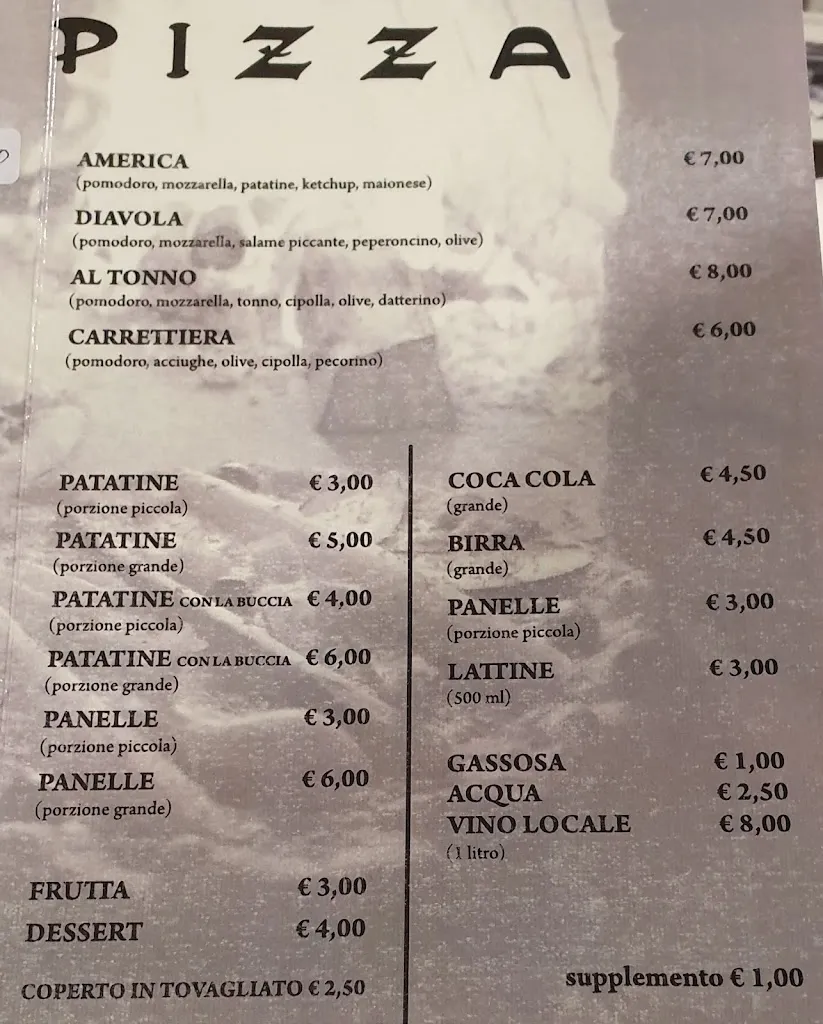 PIZZA
AMERICA € 7,00
(pomodoro, mozzarella, patatine, ketchup, maionese)
DIAVOLA € 7,00
(pomodoro, mozzarella, salame piccante, peperoncino, olive)
AL TONNO € 8,00
(pomodoro, mozzarella, tonno, cipolla, olive, datterino)
CARRETTIERA € 6,00
(pomodoro, acciughe, olive, cipolla, pecorino)
PATATINE € 3,00
(porzione piccola)
PATATINE € 5,00
(porzione grande)
PATATINE CON LA BUCCIA € 4,00
(porzione piccola)
PATATINE CON LA BUCCIA € 6,00
(porzione grande)
PANELLE € 3,00
(porzione piccola)
PANELLE € 6,00
(porzione grande)
FRUTTA € 3,00
DESSERT € 4,00
COPERTO IN TOVAGLIATO € 2,50
COCA COLA € 4,50
(grande)
BIRRA € 4,50
(grande)
PANELLE € 3,00
(porzione piccola)
LATTINE € 3,00
(500 ml)
GASSOSA € 1,00
ACQUA € 2,50
VINO LOCALE € 8,00
(1 litro)
supplemento € 1,00